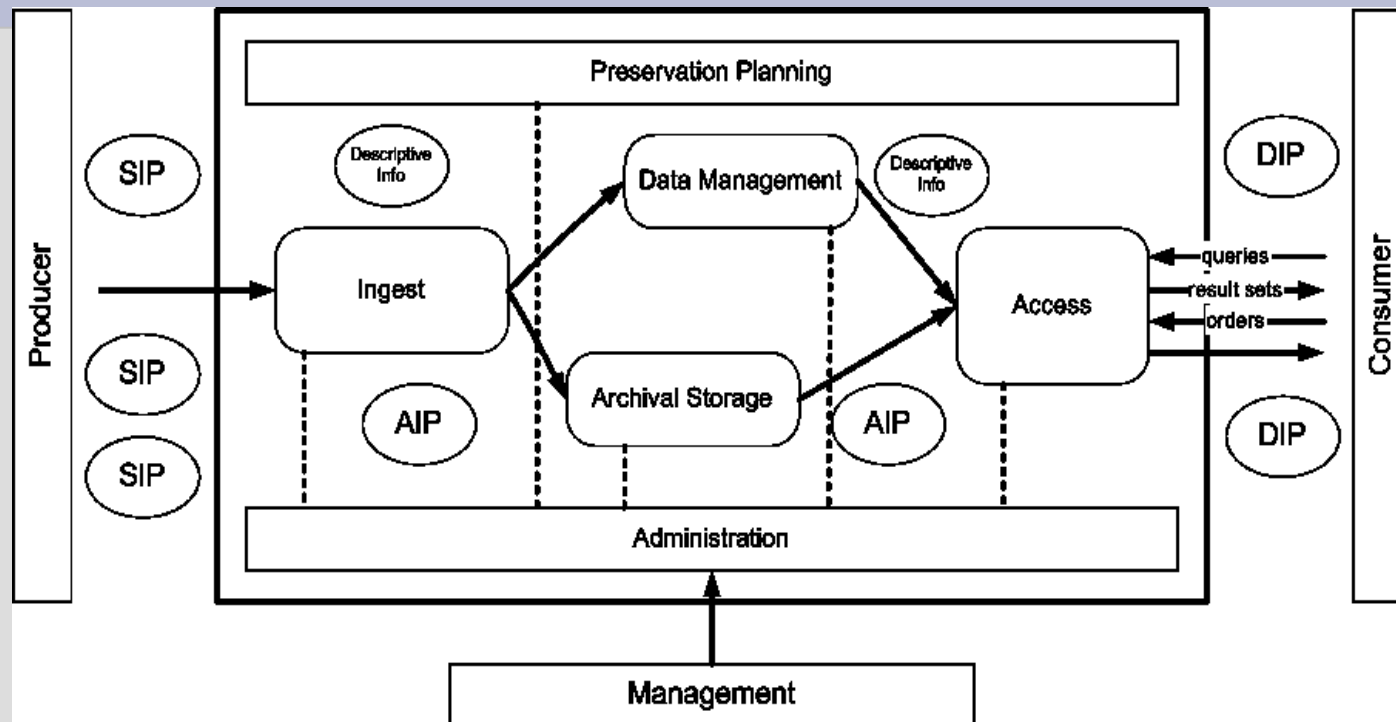 Preservation Planning
Producer
SIP
SIP
SIP
Descriptive
Info
Data Management
Descriptive
Info
Ingest
Archival Storage
AIP
AIP
Access
DIP
queries
result sets
orders
DIP
Consumer
Administration
Management